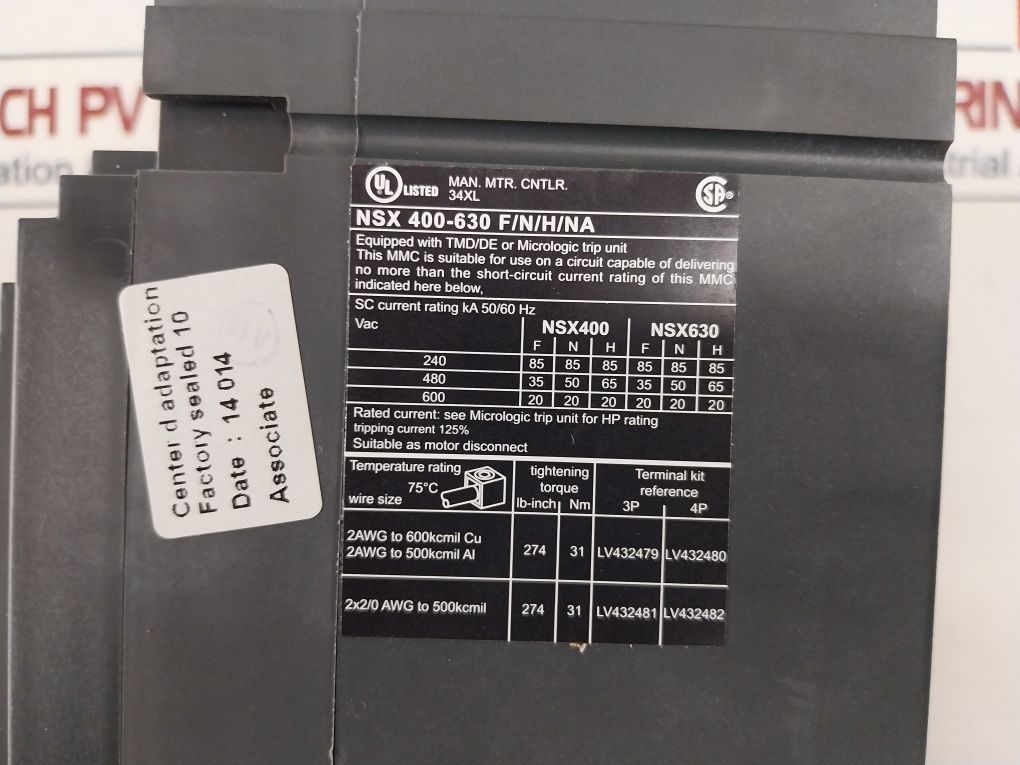 CH PV
RIN
ation
trial
UL LISTED
MAN. MTR. CNTLR.
34XL
SA®
NSX 400-630 F/N/H/NA
Equipped with TMD/DE or Micrologic trip unit
This MMC is suitable for use on a circuit capable of delivering
no more than the short-circuit current rating of this MMC
indicated here below,
SC current rating kA 50/60 Hz
Vac NSX400 NSX630
F N H F N H
240 85 85 85 85 85 85
480 35 50 65 35 50 65
600 20 20 20 20 20 20
Rated current: see Micrologic trip unit for HP rating
tripping current 125%
Suitable as motor disconnect
Temperature rating
75°C
wire size
tightening
torque
lb-inch Nm
Terminal kit
reference
3P 4P
2AWG to 600kcmil Cu
2AWG to 500kcmil Al
274 31 LV432479 LV432480
2x2/0 AWG to 500kcmil 274 31 LV432481 LV432482
Center d adaptation
Factory sealed 10
Date : 14 014
Associate